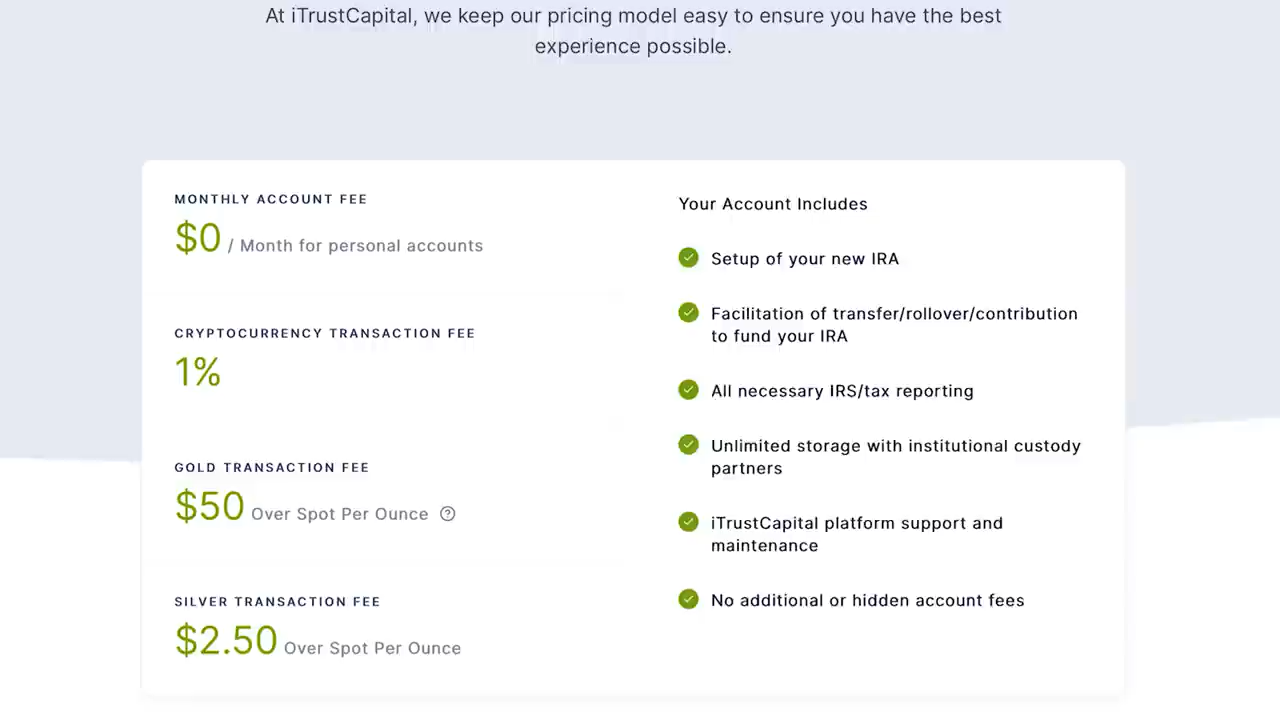 At iTrustCapital, we keep our pricing model easy to ensure you have the best
experience possible.
MONTHLY ACCOUNT FEE
$0 / Month for personal accounts
CRYPTOCURRENCY TRANSACTION FEE
1%
GOLD TRANSACTION FEE
$50 Over Spot Per Ounce ?
SILVER TRANSACTION FEE
$2.50 Over Spot Per Ounce
Your Account Includes
Setup of your new IRA
Facilitation of transfer/rollover/contribution
to fund your IRA
All necessary IRS/tax reporting
Unlimited storage with institutional custody
partners
iTrustCapital platform support and
maintenance
No additional or hidden account fees